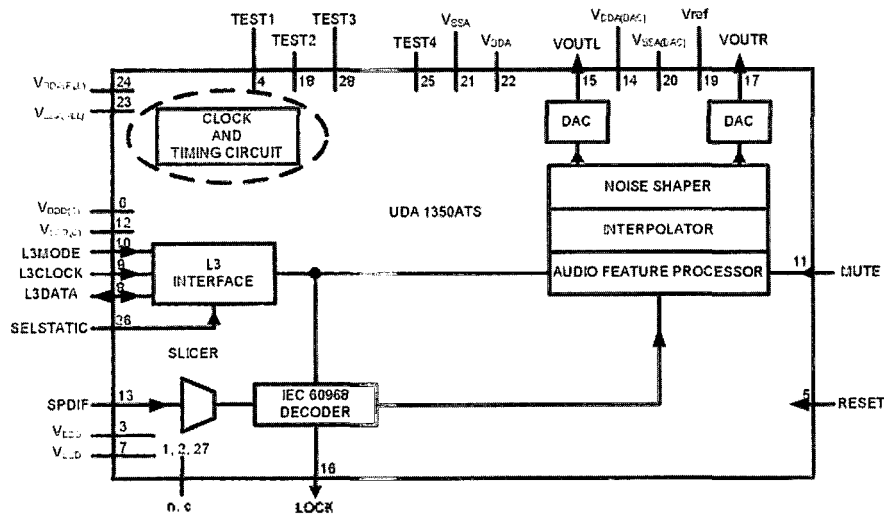 TEST1
TEST2
TEST3
TEST4
VSSA
VDDA
VOUTL
VDDA(DAC)
VSSA(DAC)
Vref
VOUTR
4
18
28
25
21
22
15
14
20
19
17
24
23
CLOCK
AND
TIMING CIRCUIT
DAC
DAC
NOISE SHAPER
INTERPOLATOR
AUDIO FEATURE PROCESSOR
UDA 1350ATS
6
12
L3MODE
10
L3CLOCK
9
L3DATA
8
L3
INTERFACE
11
MUTE
SELSTATIC
26
SLICER
SPDIF
13
IEC 60968
DECODER
5
RESET
3
7
1, 2, 27
16
n. c
LOCK